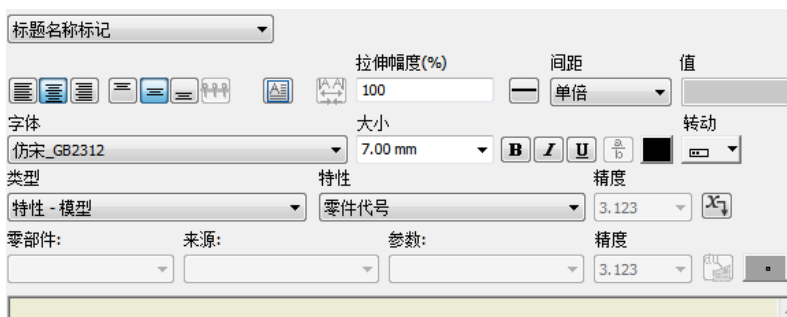 标题名称标记
拉伸幅度(%) 间距 值
100 单倍
字体 大小 转动
仿宋_GB2312 7.00 mm B I U a/b
类型 特性 精度
特性 - 模型 零件代号 3.123
零部件: 来源: 参数: 精度
3.123